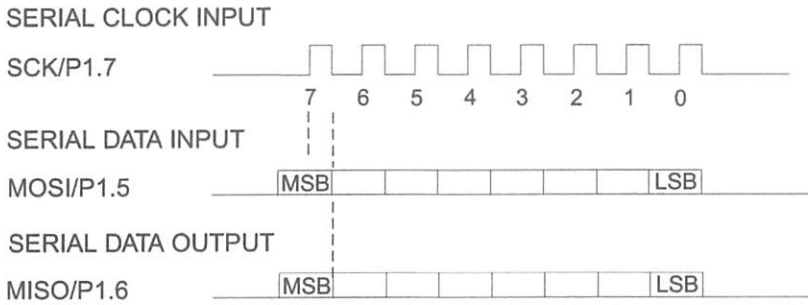 SERIAL CLOCK INPUT
SCK/P1.7
7 6 5 4 3 2 1 0
SERIAL DATA INPUT
MOSI/P1.5 MSB LSB
SERIAL DATA OUTPUT
MISO/P1.6 MSB LSB